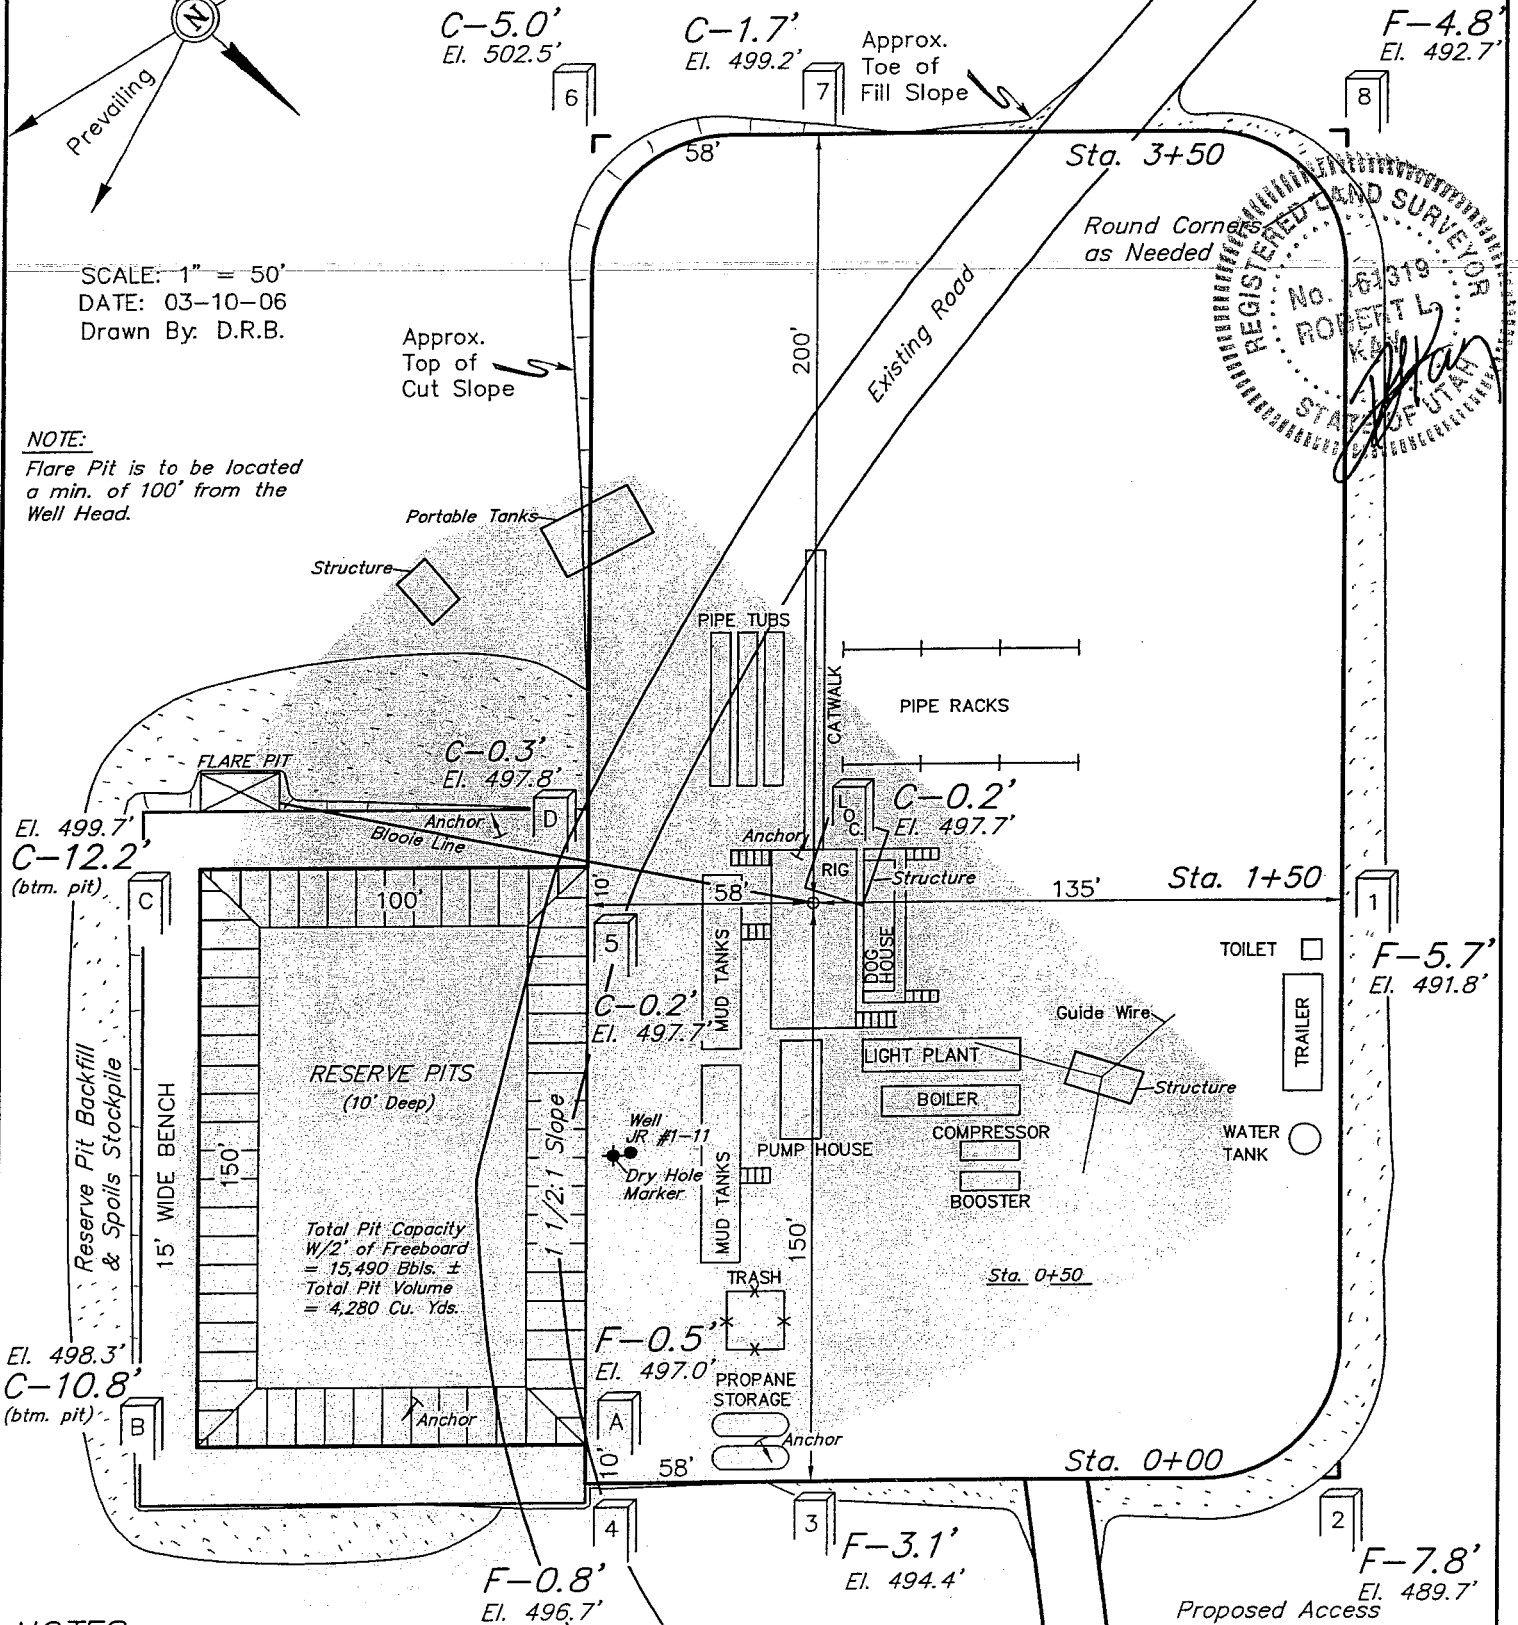 N
Prevailing
C-5.0'
El. 502.5'
6
C-1.7'
El. 499.2'
7
Approx.
Toe of
Fill Slope
F-4.8'
El. 492.7'
8
58'
Sta. 3+50
Round Corners
as Needed
REGISTERED LAND SURVEYOR
No. 161319
ROBERT L.
KAY
STATE OF UTAH
SCALE: 1" = 50'
DATE: 03-10-06
Drawn By: D.R.B.
Approx.
Top of
Cut Slope
200'
Existing Road
NOTE:
Flare Pit is to be located
a min. of 100' from the
Well Head.
Portable Tanks
Structure
PIPE TUBS
CATWALK
PIPE RACKS
FLARE PIT
C-0.3'
El. 497.8'
D
Anchor
Blooie Line
LOC.
C-0.2'
El. 497.7'
Anchor
RIG
Structure
El. 499.7'
C-12.2'
(btm. pit)
C
100'
10'
58'
135'
Sta. 1+50
1
F-5.7'
El. 491.8'
5
C-0.2'
El. 497.7'
MUD TANKS
DOG
HOUSE
TOILET
TRAILER
Guide Wire
LIGHT PLANT
Structure
BOILER
COMPRESSOR
BOOSTER
WATER
TANK
PUMP HOUSE
RESERVE PITS
(10' Deep)
Reserve Pit Backfill
& Spoils Stockpile
15' WIDE BENCH
150'
1 1/2:1 Slope
Well
JR #1-11
Dry Hole
Marker
MUD TANKS
150'
Total Pit Capacity
W/2' of Freeboard
= 15,490 Bbls. ±
Total Pit Volume
= 4,280 Cu. Yds.
Sta. 0+50
TRASH
El. 498.3'
C-10.8'
(btm. pit)
B
F-0.5'
El. 497.0'
A
PROPANE
STORAGE
Anchor
Anchor
10'
58'
Sta. 0+00
4
3
2
F-0.8'
El. 496.7'
F-3.1'
El. 494.4'
F-7.8'
El. 489.7'
Proposed Access
NOTES